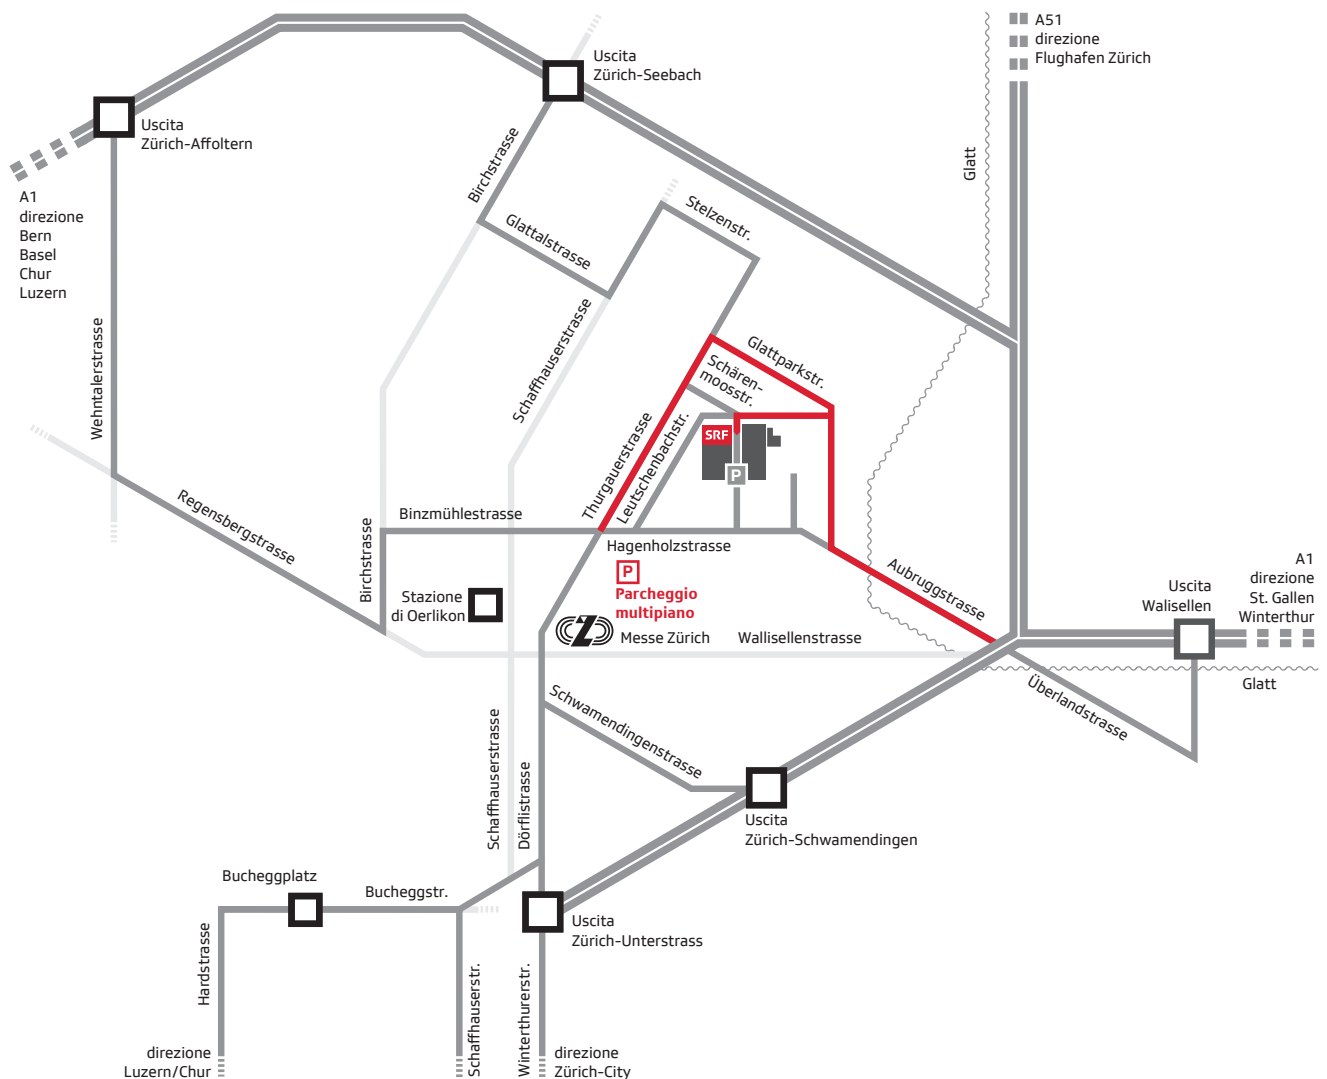 A51
direzione
Flughafen Zürich
Uscita
Zürich-Seebach
Uscita
Zürich-Affoltern
Birchstrasse
Glatt
A1
direzione
Bern
Basel
Chur
Luzern
Stelzenstr.
Glattalstrasse
Wehntalerstrasse
Schaffhauserstrasse
Glattparkstr.
Schären-
moosstr.
Thurgauerstrasse
Leutschenbachstr.
SRF
P
Regensbergstrasse
Binzmühlestrasse
Birchstrasse
Hagenholzstrasse
P
Parcheggio
multipiano
Stazione
di Oerlikon
Z
Messe Zürich
Wallisellenstrasse
Aubruggstrasse
Uscita
Walisellen
A1
direzione
St. Gallen
Winterthur
Glatt
Überlandstrasse
Schwamendingenstrasse
Schaffhauserstrasse
Dörflistrasse
Uscita
Zürich-Schwamendingen
Bucheggplatz
Bucheggstr.
Uscita
Zürich-Unterstrass
Hardstrasse
Schaffhauserstr.
Winterthurerstr.
direzione
Luzern/Chur
direzione
Zürich-City